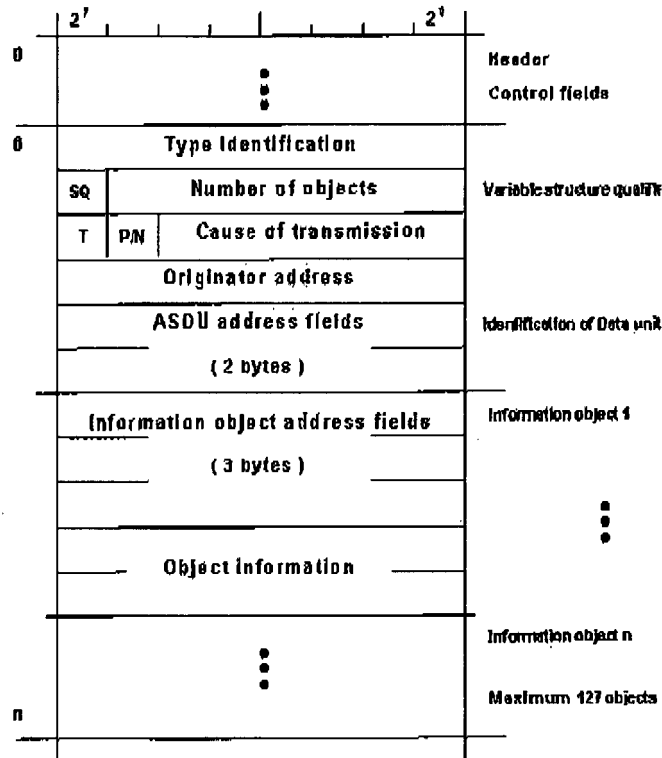 2⁷ 2⁰
0
Header
Control fields
6
Type identification
SQ Number of objects
Variable structure qualifi
T P/N Cause of transmission
Originator address
ASDU address fields
Identification of Data unit
( 2 bytes )
Information object address fields
Information object 1
( 3 bytes )
Object information
Information object n
Maximum 127 objects
n